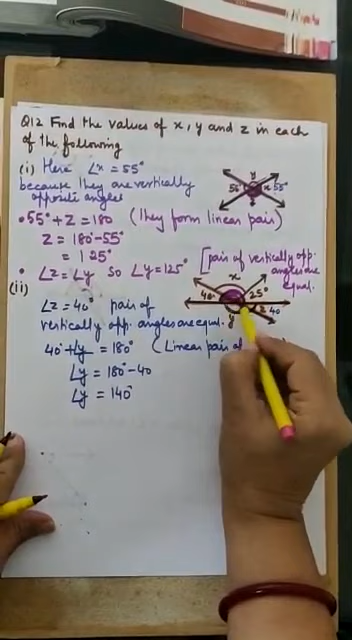 Q12 Find the values of x, y and z in each
of the following
(i) Here ∠x = 55°
because they are vertically
opposite angles
y
55° x 55°
z
• 55° + z = 180 (They form linear pair)
z = 180 - 55°
= 125°
[pair of vertically opp.
angles are
equal.
• ∠z = ∠y So ∠y = 125°
(ii)
x
40° 25°
y z 40
∠z = 40° pair of
vertically opp. angles are equal.
40 + ∠y = 180° (Linear pair of
∠y = 180° - 40
∠y = 140°